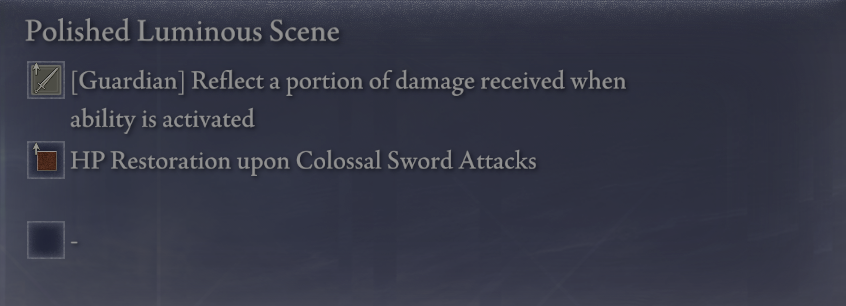 Polished Luminous Scene
[Guardian] Reflect a portion of damage received when
ability is activated
HP Restoration upon Colossal Sword Attacks
-